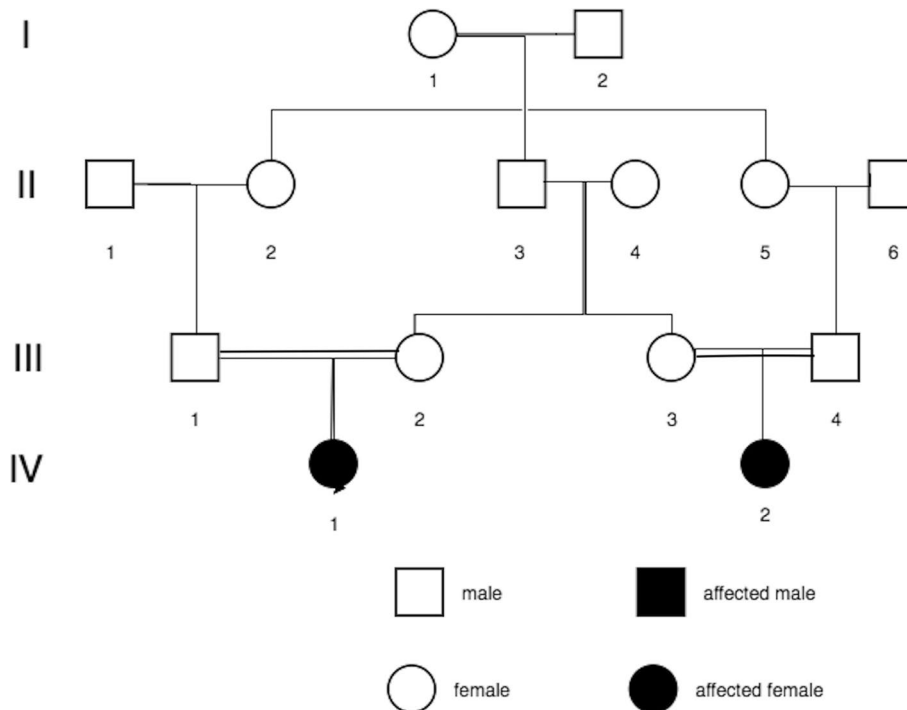 I
1 2
II
1 2 3 4 5 6
III
1 2 3 4
IV
1 2
male affected male
female affected female